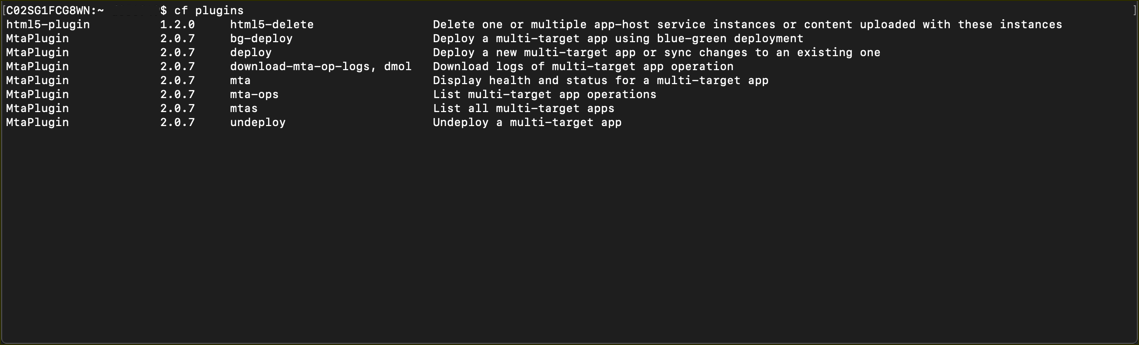 [C02SG1FCG8WN:~ $ cf plugins ]
html5-plugin 1.2.0 html5-delete Delete one or multiple app-host service instances or content uploaded with these instances
MtaPlugin 2.0.7 bg-deploy Deploy a multi-target app using blue-green deployment
MtaPlugin 2.0.7 deploy Deploy a new multi-target app or sync changes to an existing one
MtaPlugin 2.0.7 download-mta-op-logs, dmol Download logs of multi-target app operation
MtaPlugin 2.0.7 mta Display health and status for a multi-target app
MtaPlugin 2.0.7 mta-ops List multi-target app operations
MtaPlugin 2.0.7 mtas List all multi-target apps
MtaPlugin 2.0.7 undeploy Undeploy a multi-target app